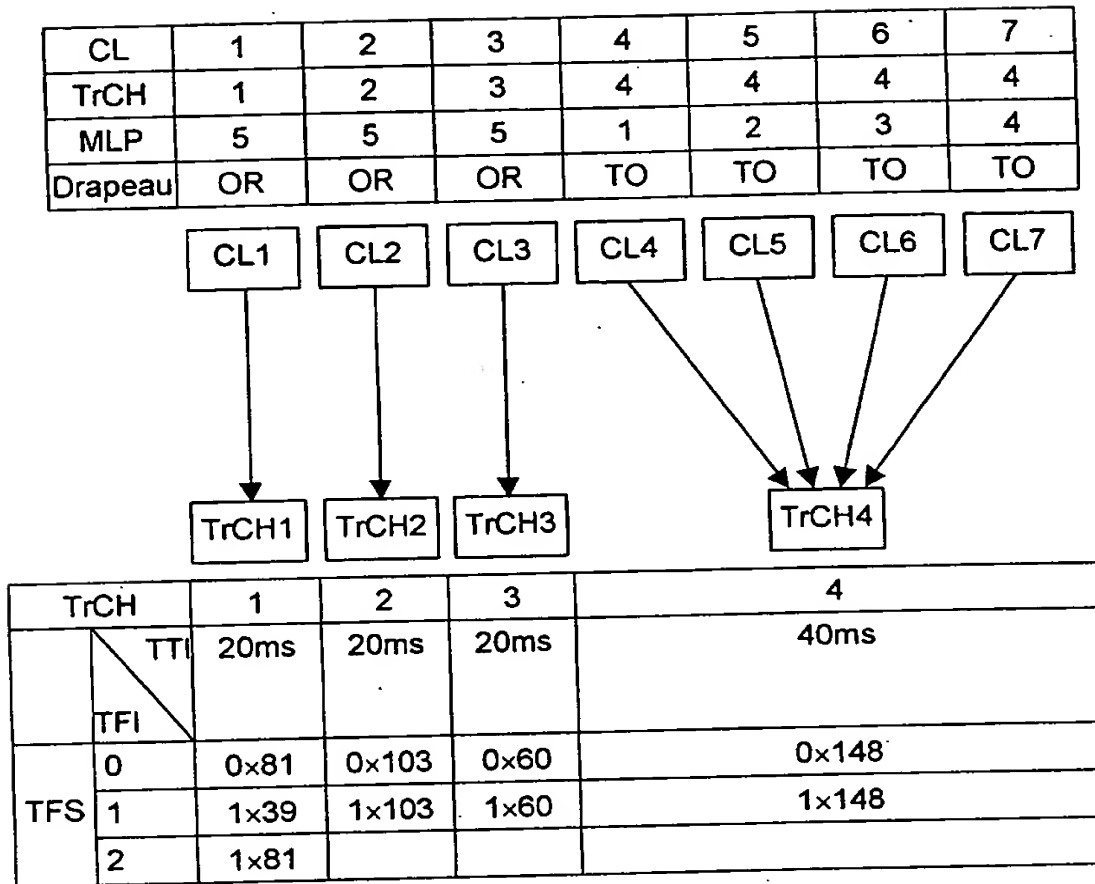 CL 1 2 3 4 5 6 7
TrCH 1 2 3 4 4 4 4
MLP 5 5 5 1 2 3 4
Drapeau OR OR OR TO TO TO TO
CL1 CL2 CL3 CL4 CL5 CL6 CL7
TrCH1 TrCH2 TrCH3 TrCH4
TrCH 1 2 3 4
TTI 20ms 20ms 20ms 40ms
TFI
0 0×81 0×103 0×60 0×148
TFS 1 1×39 1×103 1×60 1×148
2 1×81